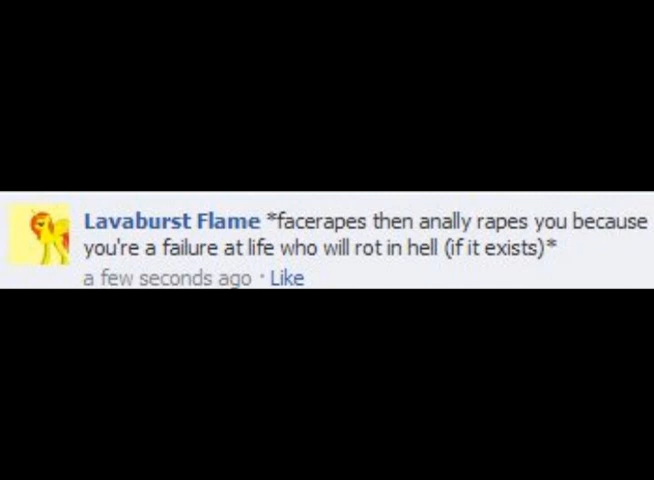 Lavaburst Flame *facerapes then anally rapes you because
you're a failure at life who will rot in hell (if it exists)*
a few seconds ago · Like